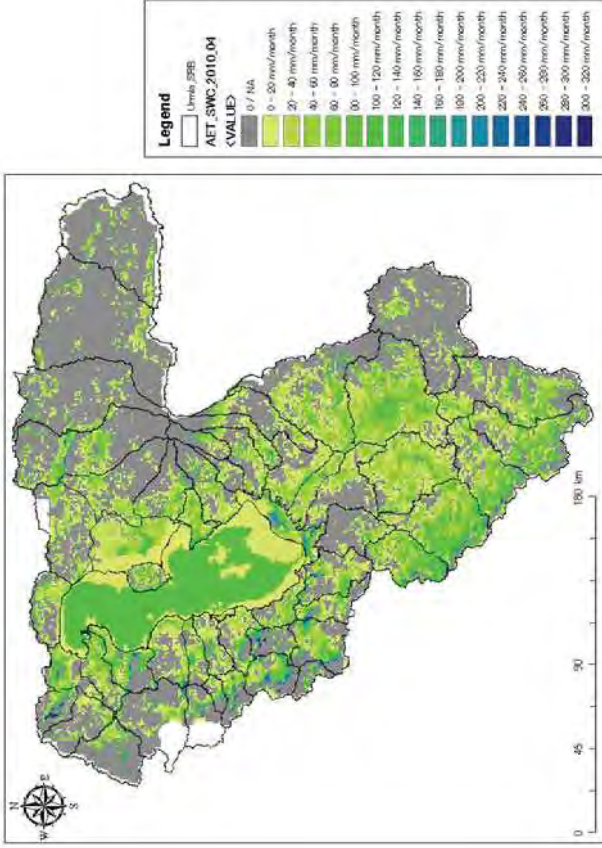 N
W
E
S
0
45
90
180 km
Legend
Urmia_SRB
AET_SWC_2010_04
<VALUE>
0 / NA
0 - 20 mm/month
20 - 40 mm/month
40 - 60 mm/month
60 - 80 mm/month
80 - 100 mm/month
100 - 120 mm/month
120 - 140 mm/month
140 - 160 mm/month
160 - 180 mm/month
180 - 200 mm/month
200 - 220 mm/month
220 - 240 mm/month
240 - 260 mm/month
260 - 280 mm/month
280 - 300 mm/month
300 - 320 mm/month